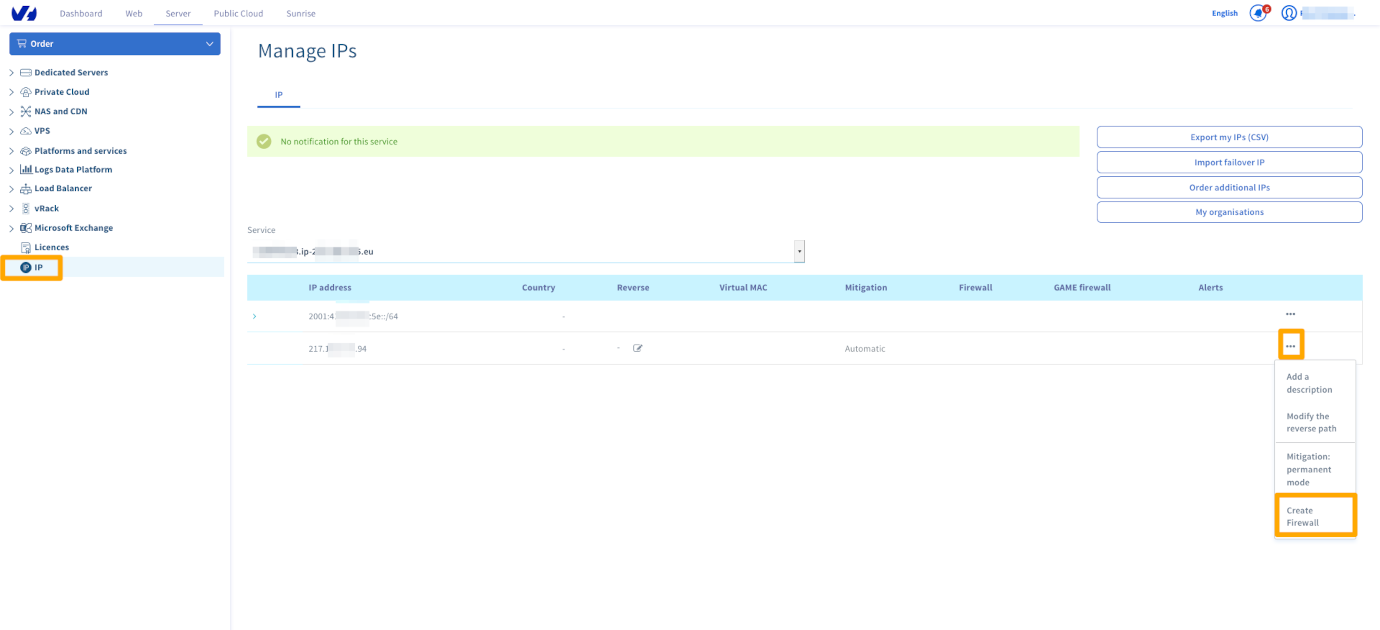 Dashboard Web Server Public Cloud Sunrise English 6
Order
Dedicated Servers
Private Cloud
NAS and CDN
VPS
Platforms and services
Logs Data Platform
Load Balancer
vRack
Microsoft Exchange
Licences
IP IP
Manage IPs
IP
No notification for this service
Export my IPs (CSV)
Import failover IP
Order additional IPs
My organisations
Service
.ip-2 .eu
IP address Country Reverse Virtual MAC Mitigation Firewall GAME firewall Alerts
2001:4 :5e::/64 - ...
217.1 .94 - - Automatic ...
Add a
description
Modify the
reverse path
Mitigation:
permanent
mode
Create
Firewall